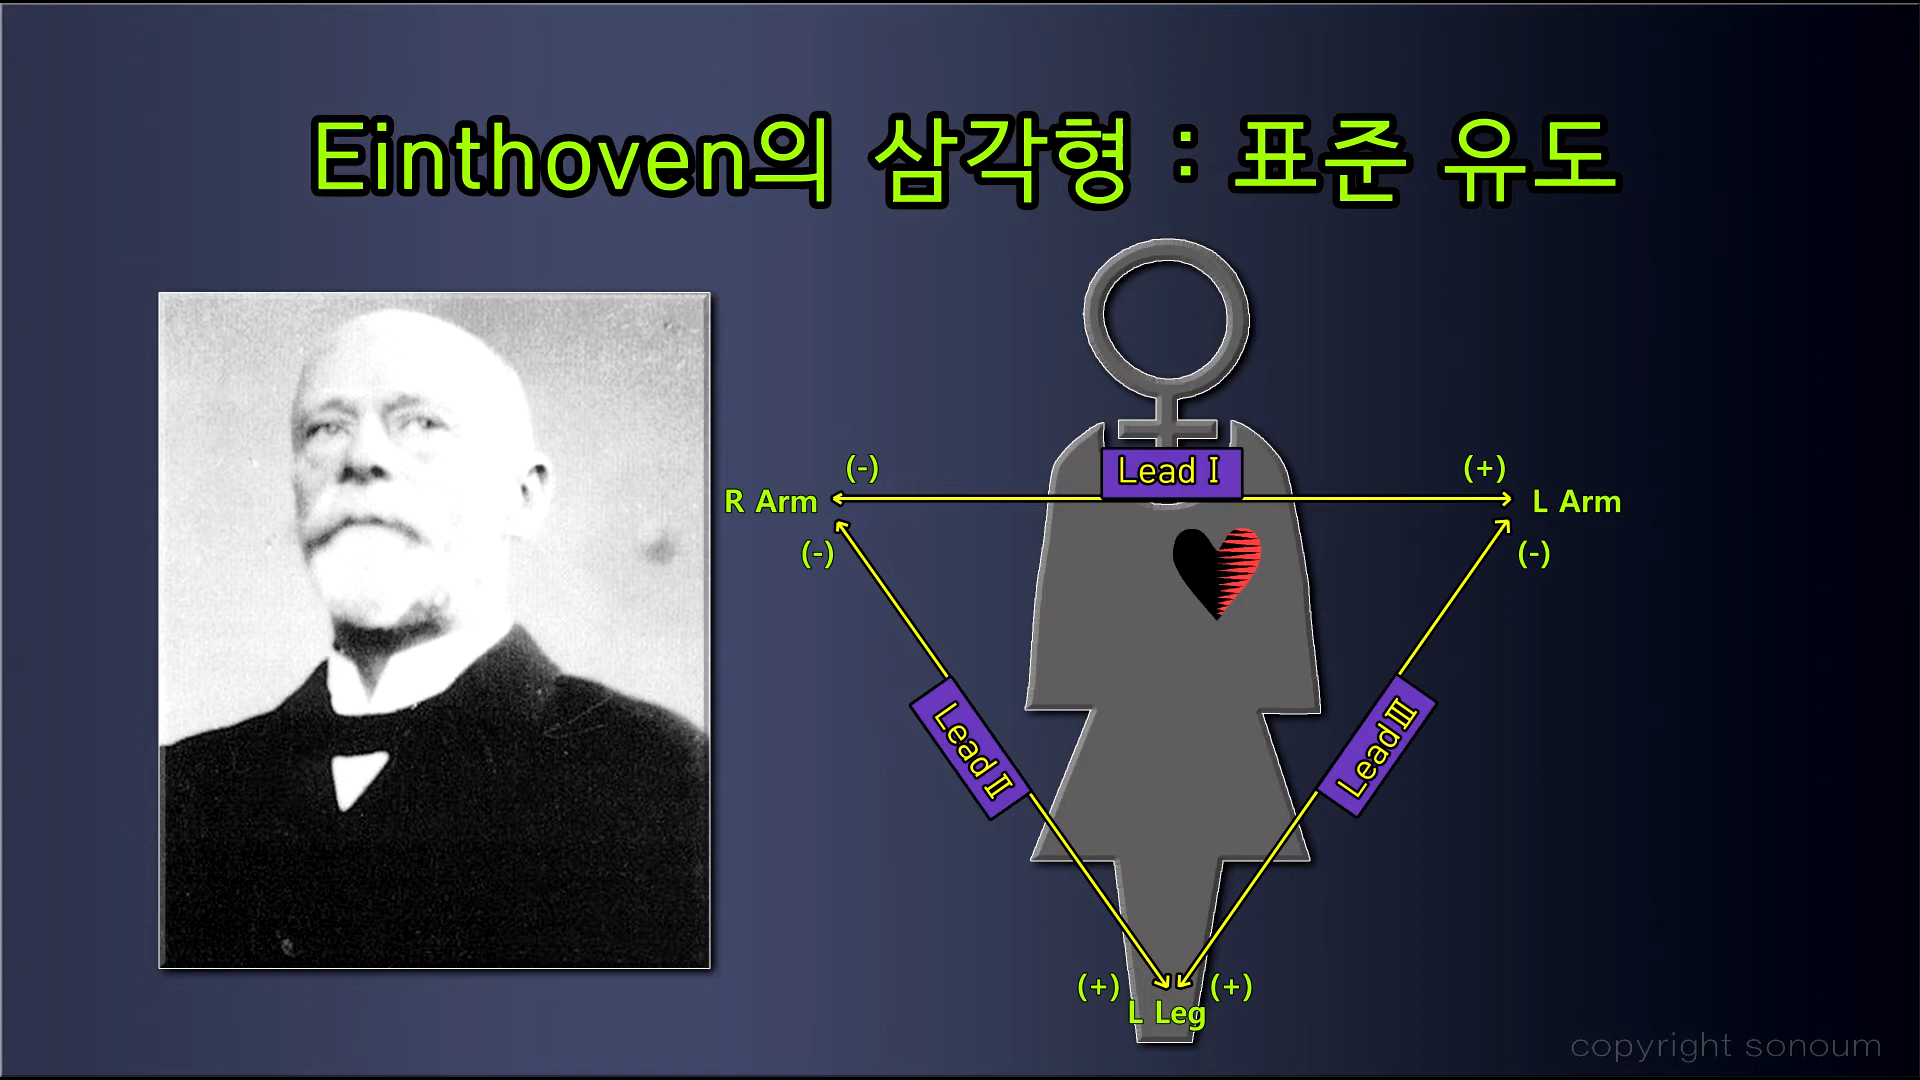 Einthoven의 삼각형 : 표준 유도
Lead Ⅰ
(-)
(+)
R Arm
L Arm
(-)
(-)
Lead Ⅱ
Lead Ⅲ
(+)
(+)
L Leg
copyright sonoum